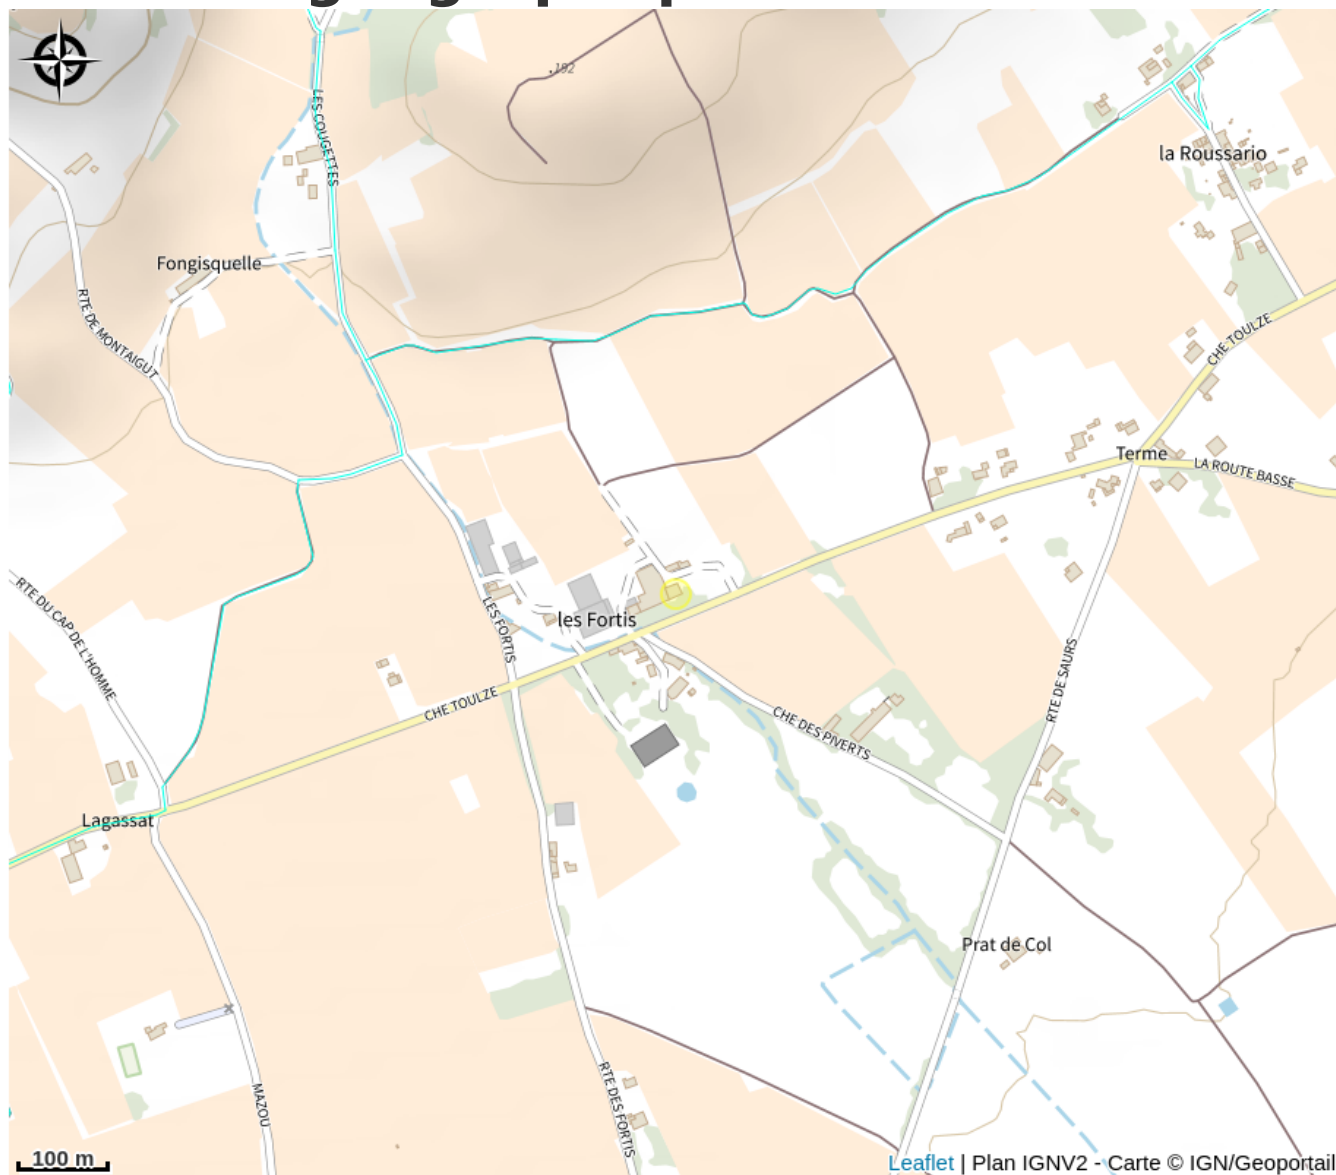 192
LES COUGETTES
la Roussario
Fongisquelle
RTE DE MONTAIGUT
CHE TOULZE
Terme
LA ROUTE BASSE
RTE DU CAP DE L'HOMME
LES FORTIS
les Fortis
RTE DE SAURS
CHE TOULZE
CHE DES PIVERTS
Lagassat
Prat de Col
MAZOU
RTE DES FORTIS
100 m
Leaflet | Plan IGNV2 - Carte © IGN/Geoportail